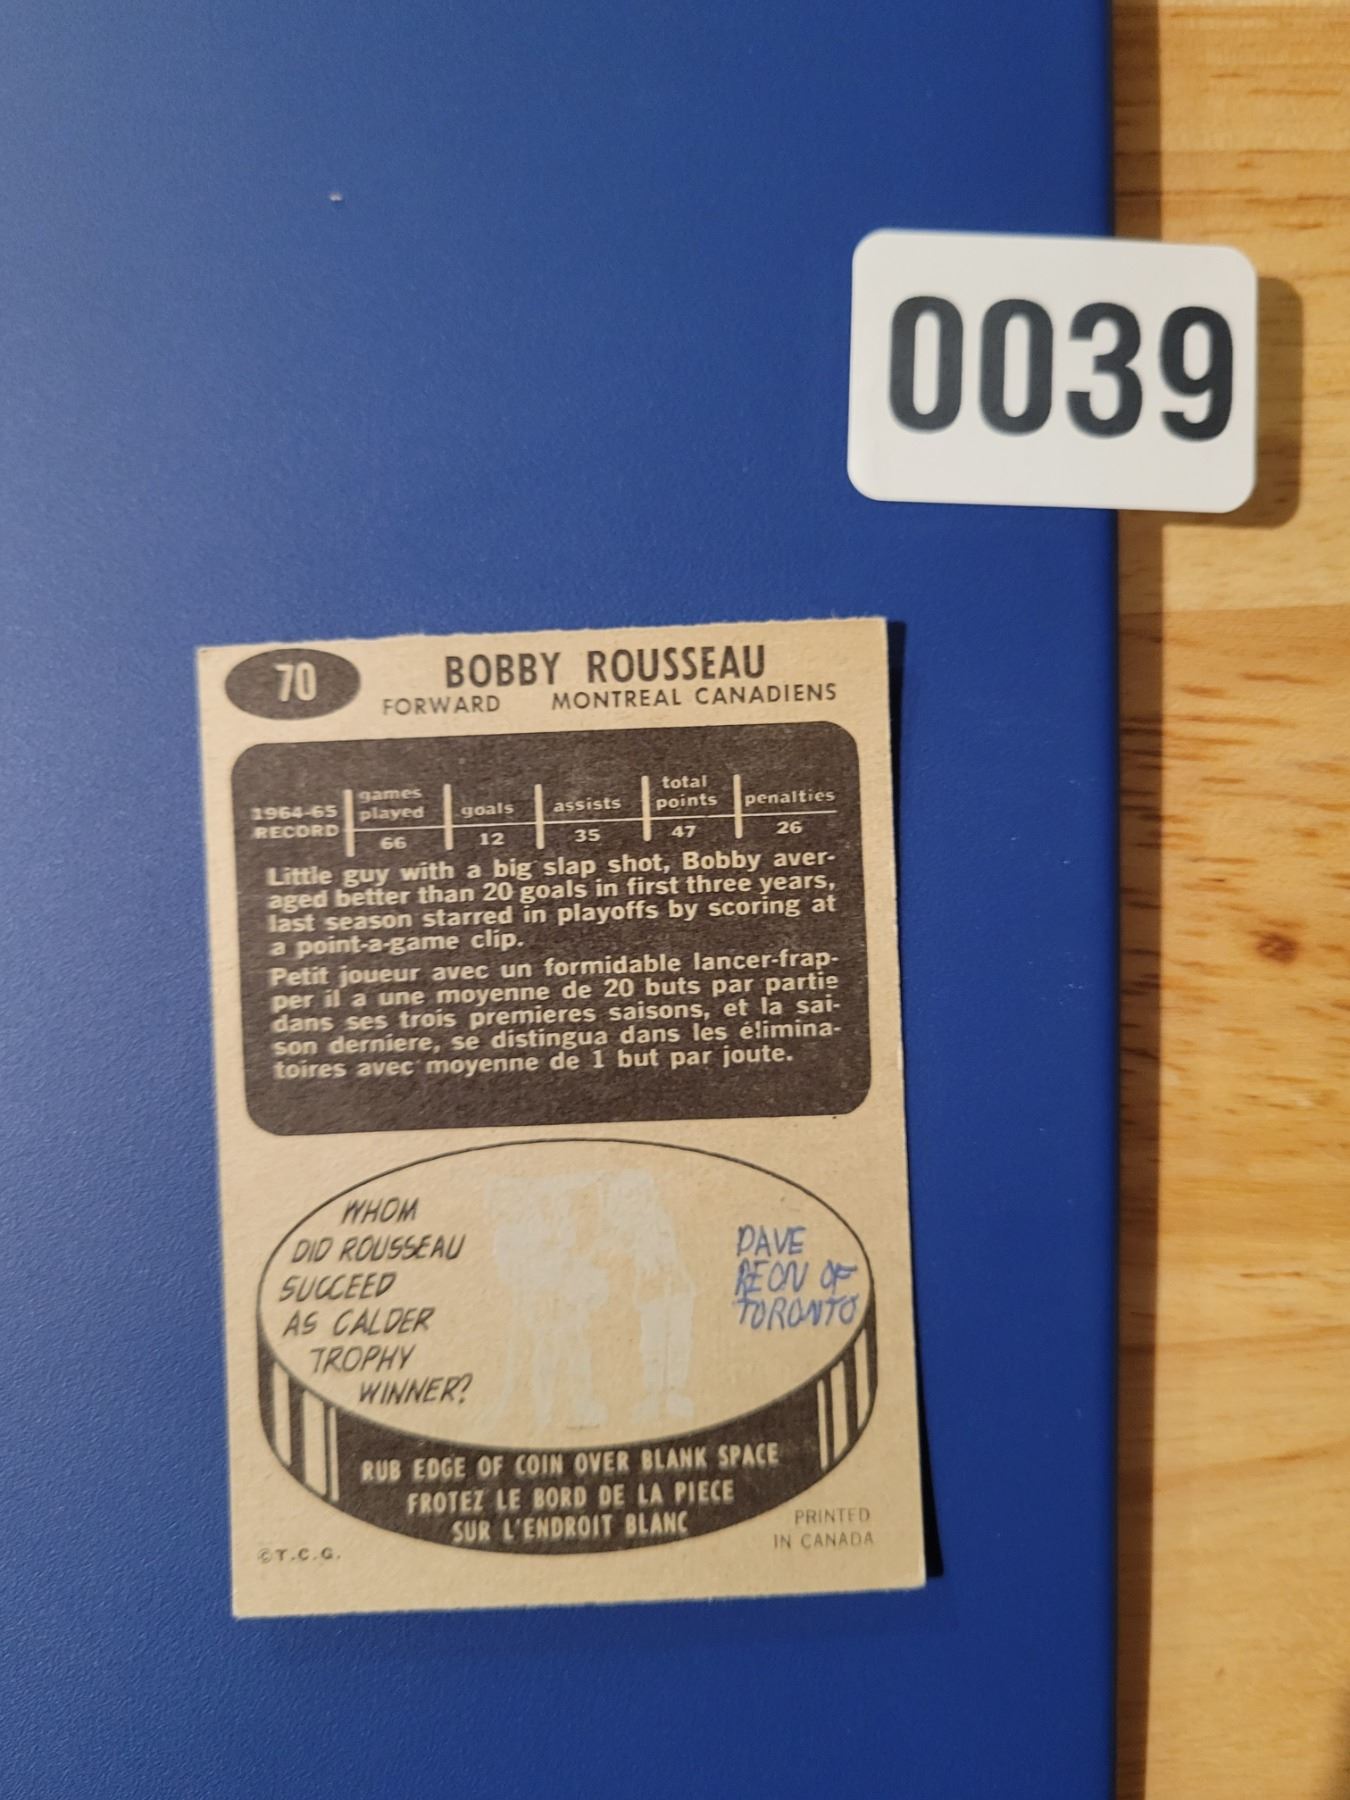 0039
70
BOBBY ROUSSEAU
FORWARD MONTREAL CANADIENS
1964-65 RECORD games played goals assists total points penalties
66 12 35 47 26
Little guy with a big slap shot, Bobby aver-
aged better than 20 goals in first three years,
last season starred in playoffs by scoring at
a point-a-game clip.
Petit joueur avec un formidable lancer-frap-
per il a une moyenne de 20 buts par partie
dans ses trois premieres saisons, et la sai-
son derniere, se distingua dans les élimina-
toires avec moyenne de 1 but par joute.
WHOM
DID ROUSSEAU
SUCCEED
AS CALDER
TROPHY
WINNER?
DAVE
REON OF
TORONTO
RUB EDGE OF COIN OVER BLANK SPACE
FROTEZ LE BORD DE LA PIECE
SUR L'ENDROIT BLANC
©T.C.G.
PRINTED
IN CANADA